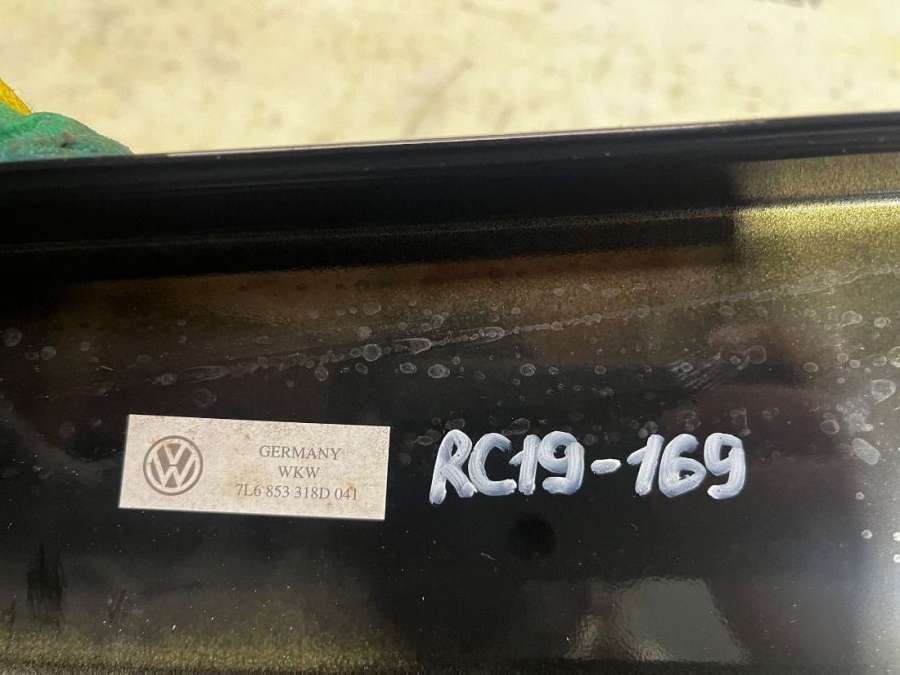 GERMANY
WKW
7L6 853 318D 041
RC19-169